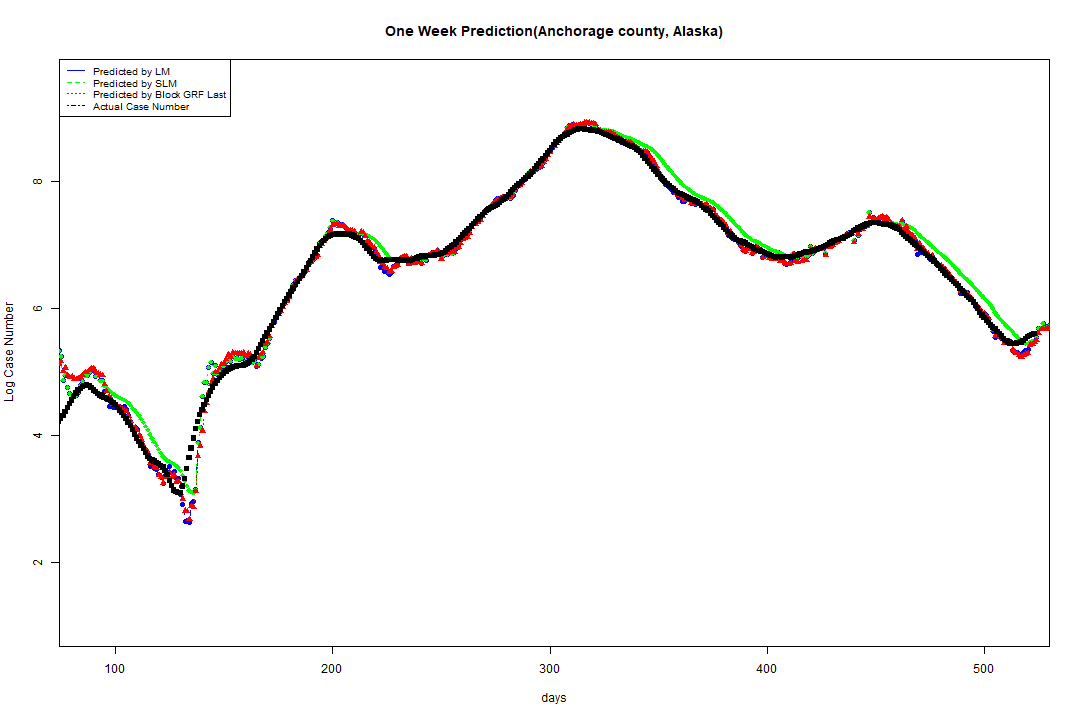 One Week Prediction(Anchorage county, Alaska)
Predicted by LM
Predicted by SLM
Predicted by Block GRF Last
Actual Case Number
Log Case Number
8
6
4
2
100 200 300 400 500
days